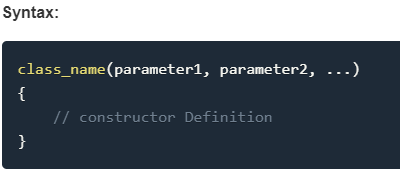 Syntax:
class_name(parameter1, parameter2, ...)
{
    // constructor Definition
}